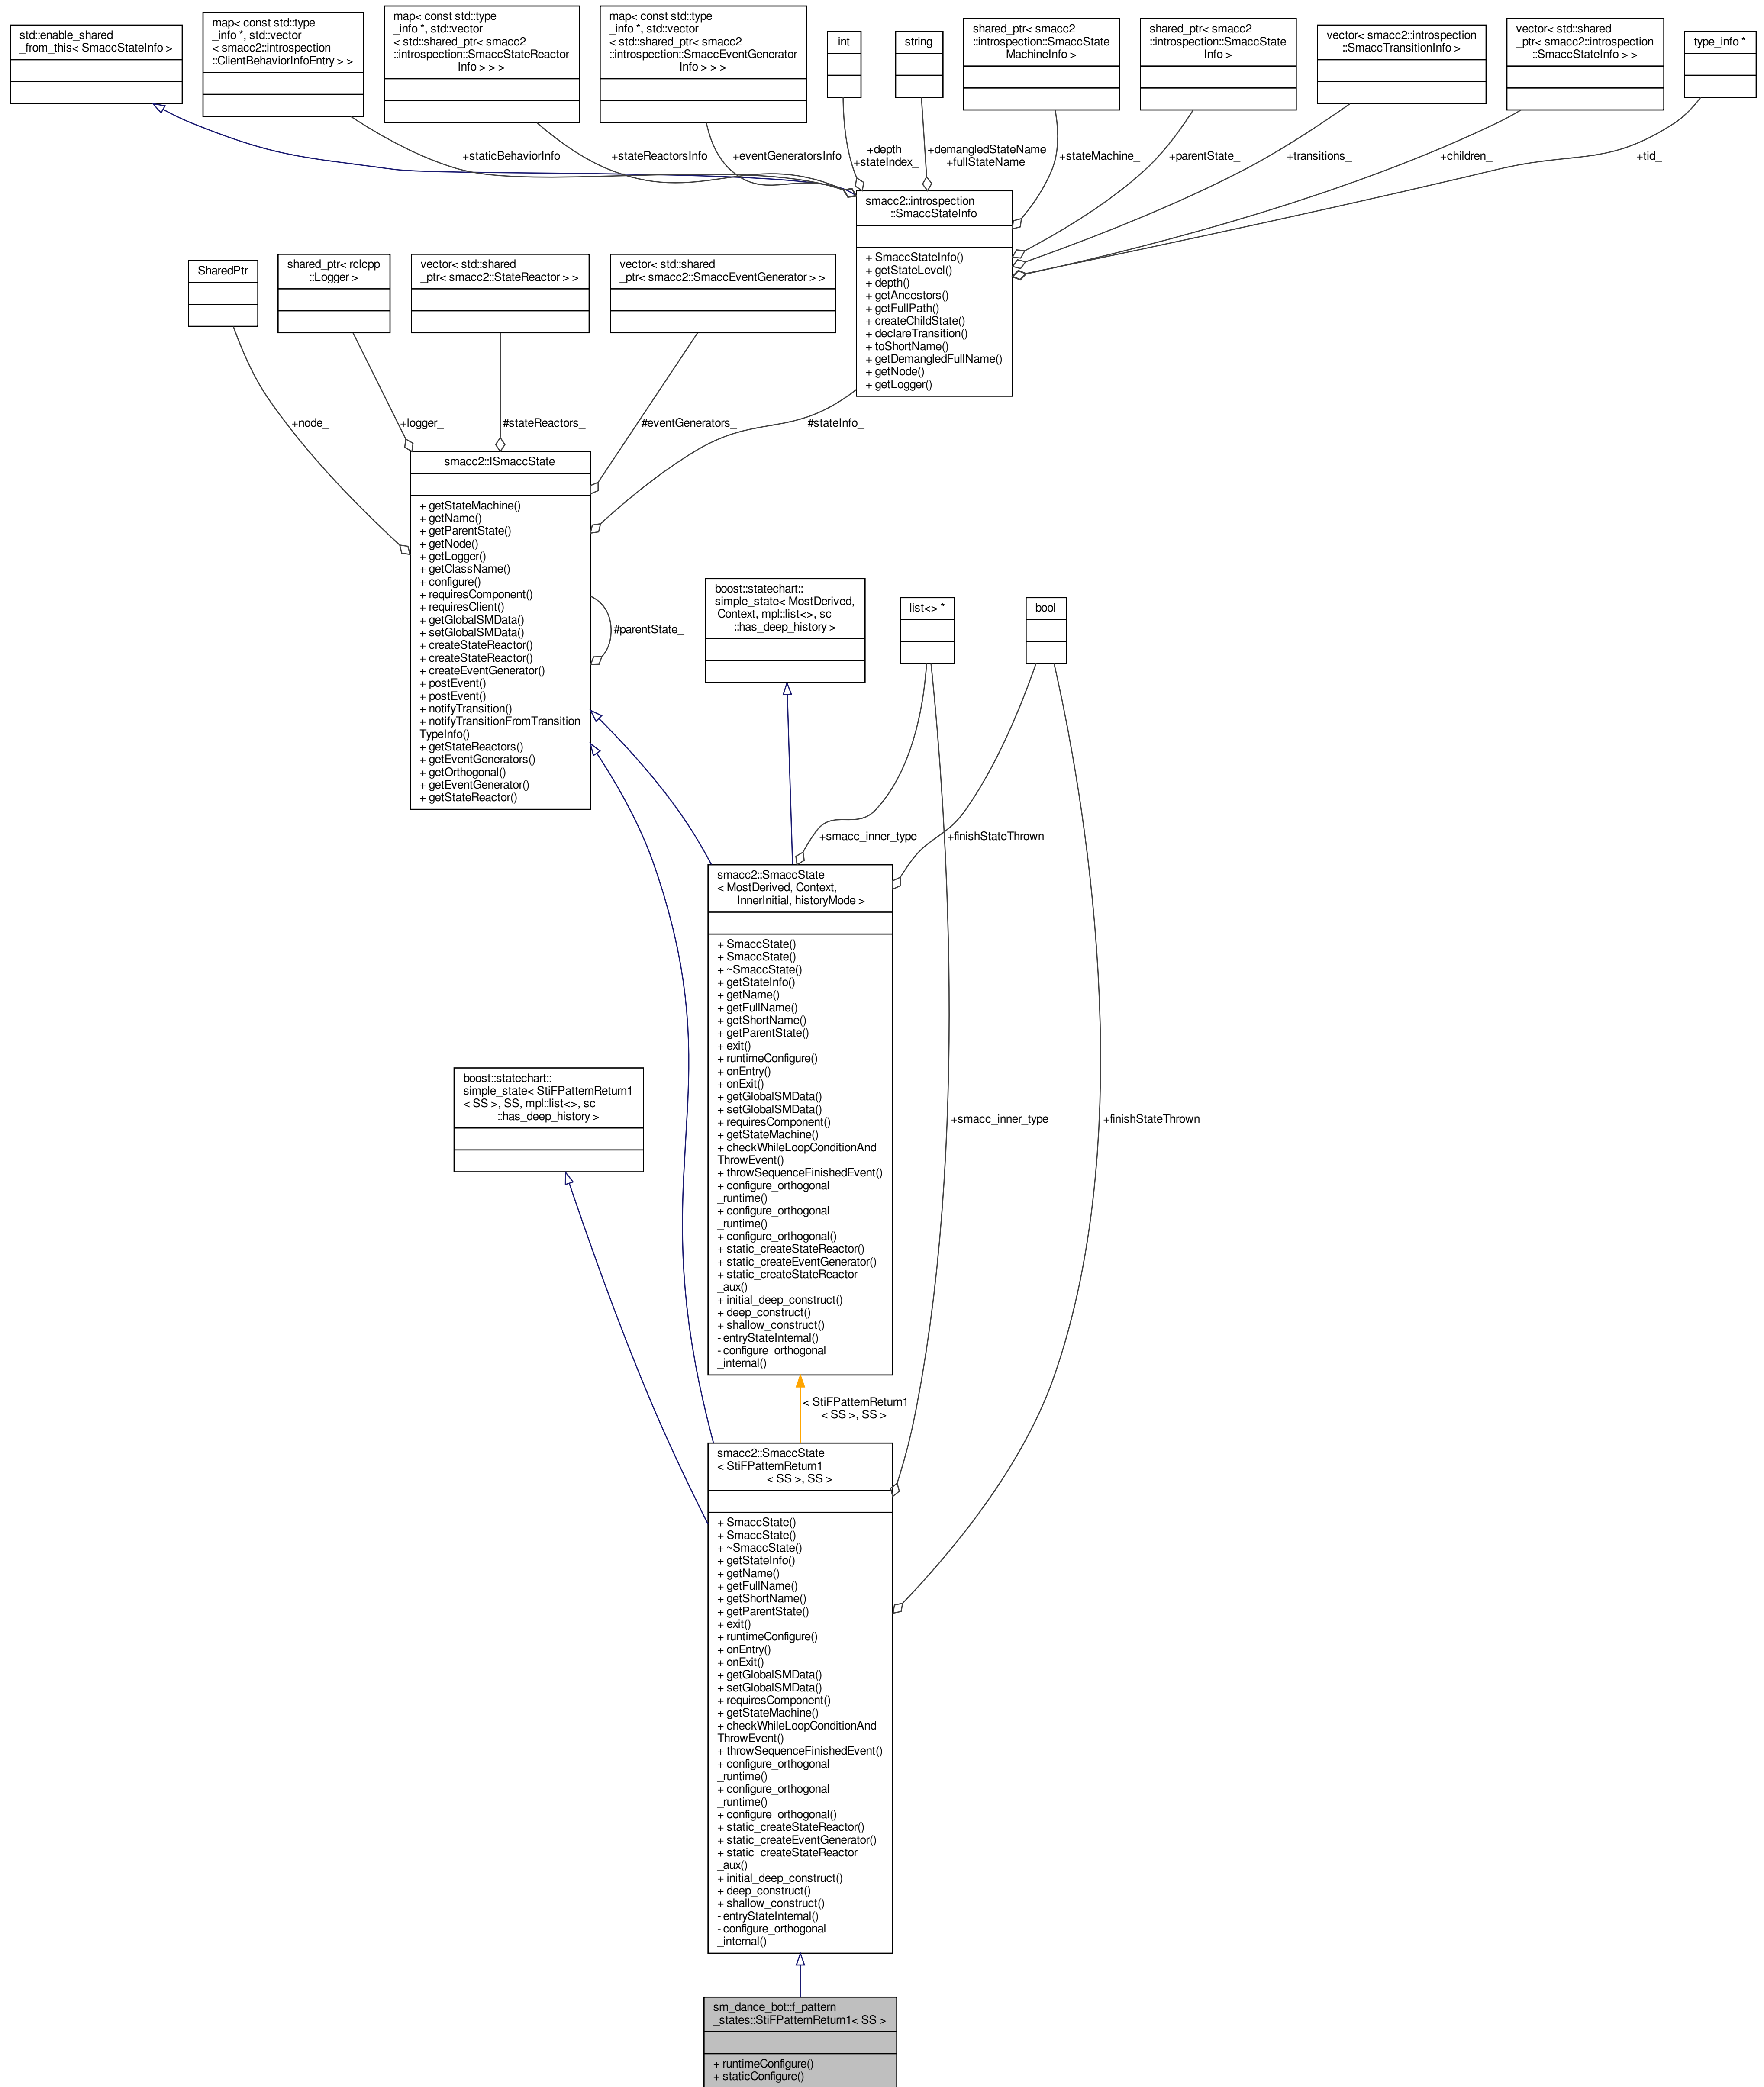 std::enable_shared
_from_this< SmaccStateInfo >
map< const std::type
_info *, std::vector
< smacc2::introspection
::ClientBehaviorInfoEntry > >
map< const std::type
_info *, std::vector
< std::shared_ptr< smacc2
::introspection::SmaccStateReactor
Info > > >
map< const std::type
_info *, std::vector
< std::shared_ptr< smacc2
::introspection::SmaccEventGenerator
Info > > >
int
string
shared_ptr< smacc2
::introspection::SmaccState
MachineInfo >
shared_ptr< smacc2
::introspection::SmaccState
Info >
vector< smacc2::introspection
::SmaccTransitionInfo >
vector< std::shared
_ptr< smacc2::introspection
::SmaccStateInfo > >
type_info *
+staticBehaviorInfo
+stateReactorsInfo
+eventGeneratorsInfo
+depth_
+stateIndex_
+demangledStateName
+fullStateName
+stateMachine_
+parentState_
+transitions_
+children_
+tid_
smacc2::introspection
::SmaccStateInfo
+ SmaccStateInfo()
+ getStateLevel()
+ depth()
+ getAncestors()
+ getFullPath()
+ createChildState()
+ declareTransition()
+ toShortName()
+ getDemangledFullName()
+ getNode()
+ getLogger()
SharedPtr
shared_ptr< rclcpp
::Logger >
vector< std::shared
_ptr< smacc2::StateReactor > >
vector< std::shared
_ptr< smacc2::SmaccEventGenerator > >
+node_
+logger_
#stateReactors_
#eventGenerators_
#stateInfo_
smacc2::ISmaccState
+ getStateMachine()
+ getName()
+ getParentState()
+ getNode()
+ getLogger()
+ getClassName()
+ configure()
+ requiresComponent()
+ requiresClient()
+ getGlobalSMData()
+ setGlobalSMData()
+ createStateReactor()
+ createStateReactor()
+ createEventGenerator()
+ postEvent()
+ postEvent()
+ notifyTransition()
+ notifyTransitionFromTransition
TypeInfo()
+ getStateReactors()
+ getEventGenerators()
+ getOrthogonal()
+ getEventGenerator()
+ getStateReactor()
#parentState_
boost::statechart::
simple_state< MostDerived,
Context, mpl::list<>, sc
::has_deep_history >
list<> *
bool
+smacc_inner_type
+finishStateThrown
smacc2::SmaccState
< MostDerived, Context,
InnerInitial, historyMode >
+ SmaccState()
+ SmaccState()
+ ~SmaccState()
+ getStateInfo()
+ getName()
+ getFullName()
+ getShortName()
+ getParentState()
+ exit()
+ runtimeConfigure()
+ onEntry()
+ onExit()
+ getGlobalSMData()
+ setGlobalSMData()
+ requiresComponent()
+ getStateMachine()
+ checkWhileLoopConditionAnd
ThrowEvent()
+ throwSequenceFinishedEvent()
+ configure_orthogonal
_runtime()
+ configure_orthogonal
_runtime()
+ configure_orthogonal()
+ static_createStateReactor()
+ static_createEventGenerator()
+ static_createStateReactor
_aux()
+ initial_deep_construct()
+ deep_construct()
+ shallow_construct()
- entryStateInternal()
- configure_orthogonal
_internal()
boost::statechart::
simple_state< StiFPatternReturn1
< SS >, SS, mpl::list<>, sc
::has_deep_history >
+smacc_inner_type
+finishStateThrown
< StiFPatternReturn1
< SS >, SS >
smacc2::SmaccState
< StiFPatternReturn1
< SS >, SS >
+ SmaccState()
+ SmaccState()
+ ~SmaccState()
+ getStateInfo()
+ getName()
+ getFullName()
+ getShortName()
+ getParentState()
+ exit()
+ runtimeConfigure()
+ onEntry()
+ onExit()
+ getGlobalSMData()
+ setGlobalSMData()
+ requiresComponent()
+ getStateMachine()
+ checkWhileLoopConditionAnd
ThrowEvent()
+ throwSequenceFinishedEvent()
+ configure_orthogonal
_runtime()
+ configure_orthogonal
_runtime()
+ configure_orthogonal()
+ static_createStateReactor()
+ static_createEventGenerator()
+ static_createStateReactor
_aux()
+ initial_deep_construct()
+ deep_construct()
+ shallow_construct()
- entryStateInternal()
- configure_orthogonal
_internal()
sm_dance_bot::f_pattern
_states::StiFPatternReturn1< SS >
+ runtimeConfigure()
+ staticConfigure()